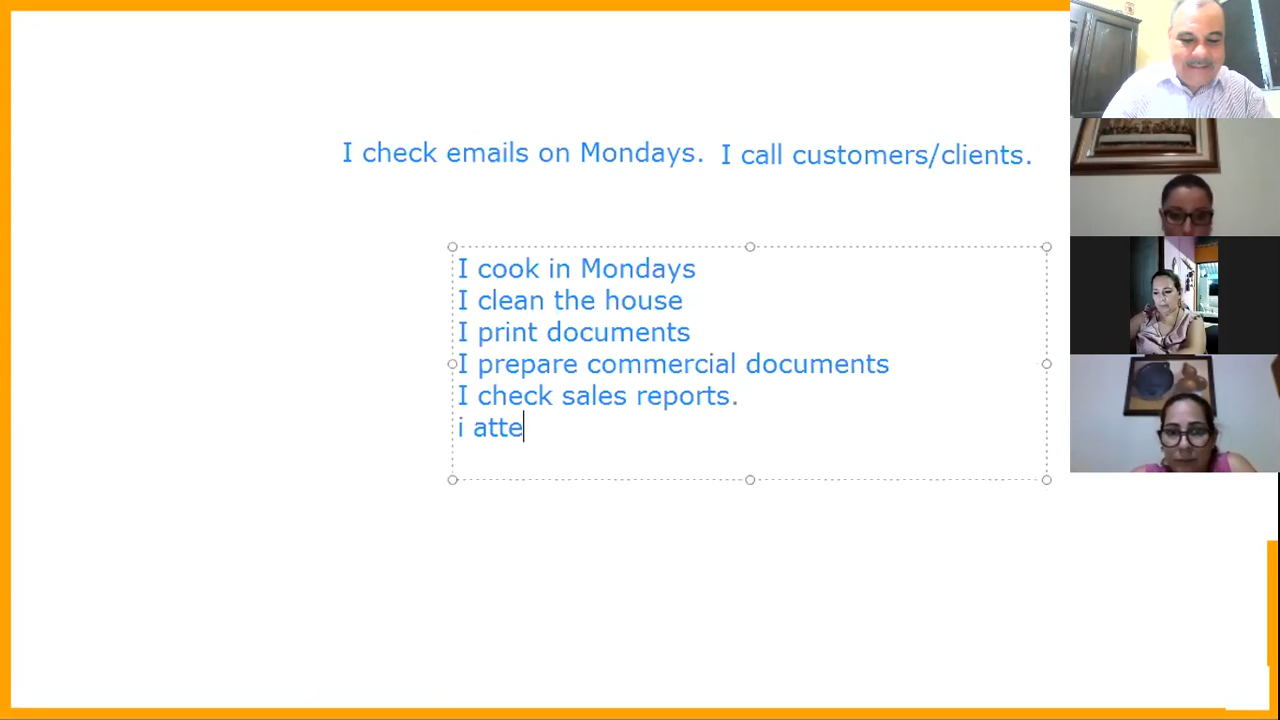 I check emails on Mondays. I call customers/clients.
I cook in Mondays
I clean the house
I print documents
I prepare commercial documents
I check sales reports.
i atte